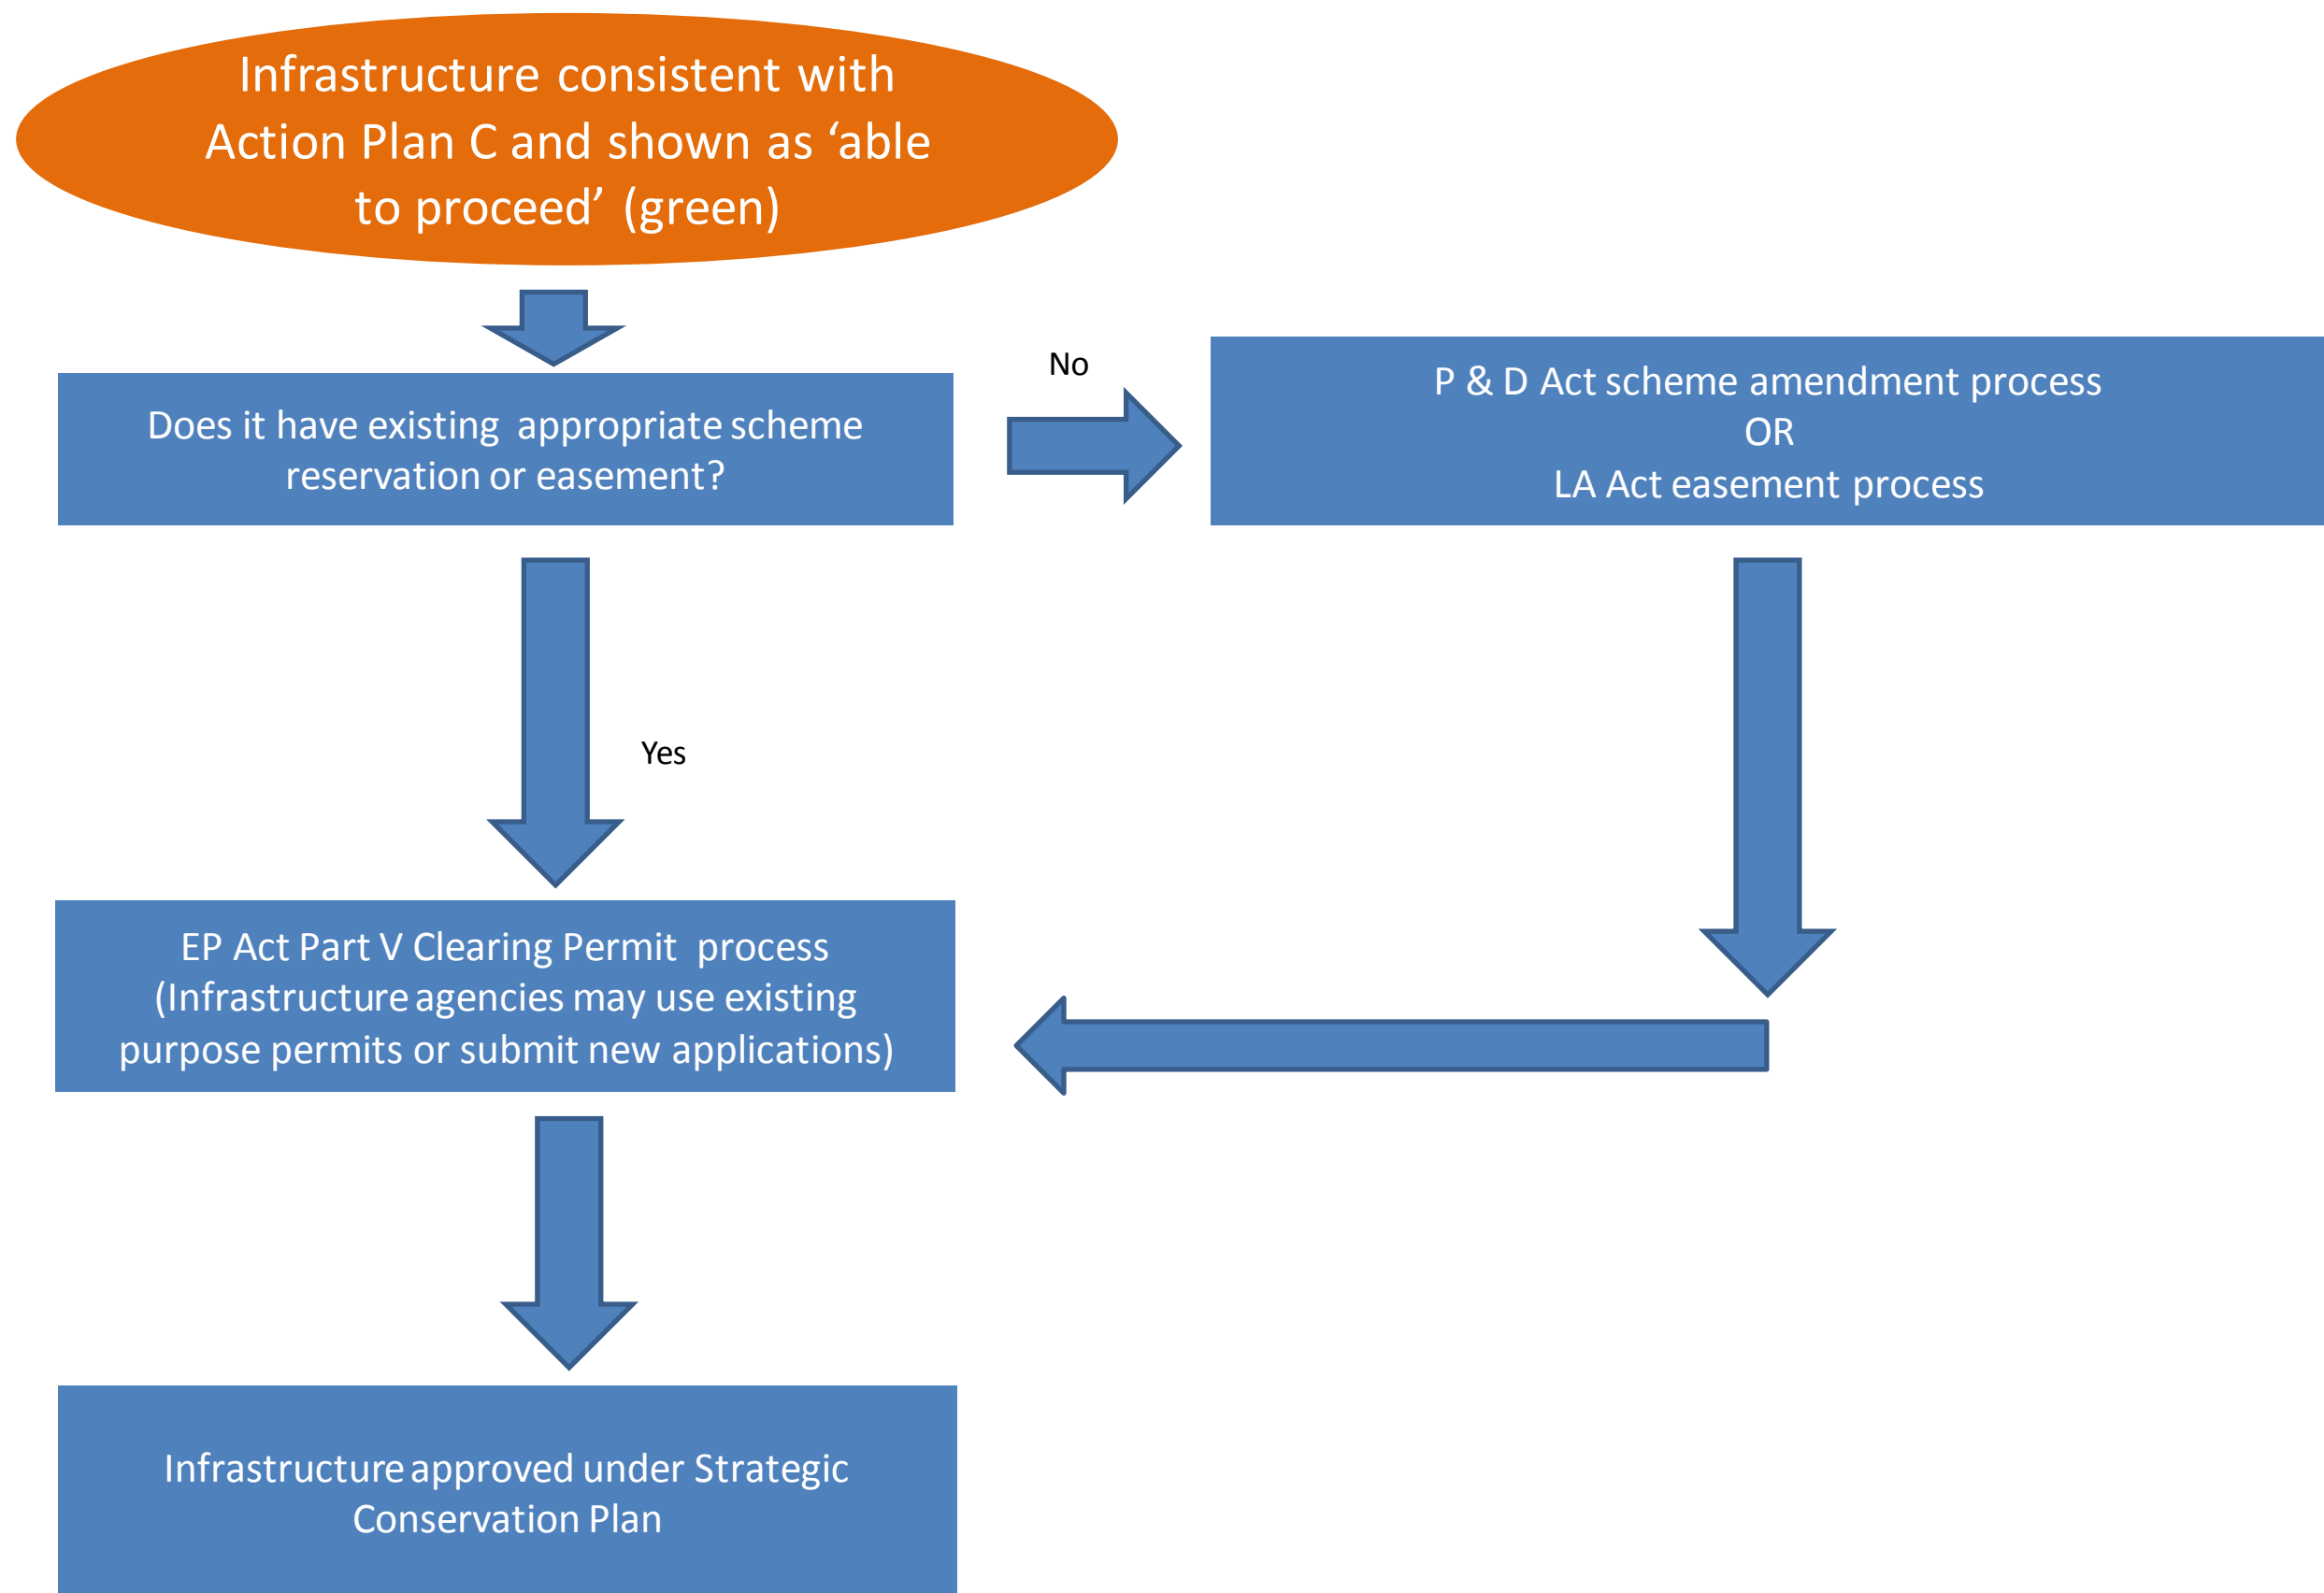 Infrastructure consistent with
Action Plan C and shown as ‘able
to proceed’ (green)
No
Does it have existing appropriate scheme
reservation or easement?
P & D Act scheme amendment process
OR
LA Act easement process
Yes
EP Act Part V Clearing Permit process
(Infrastructure agencies may use existing
purpose permits or submit new applications)
Infrastructure approved under Strategic
Conservation Plan